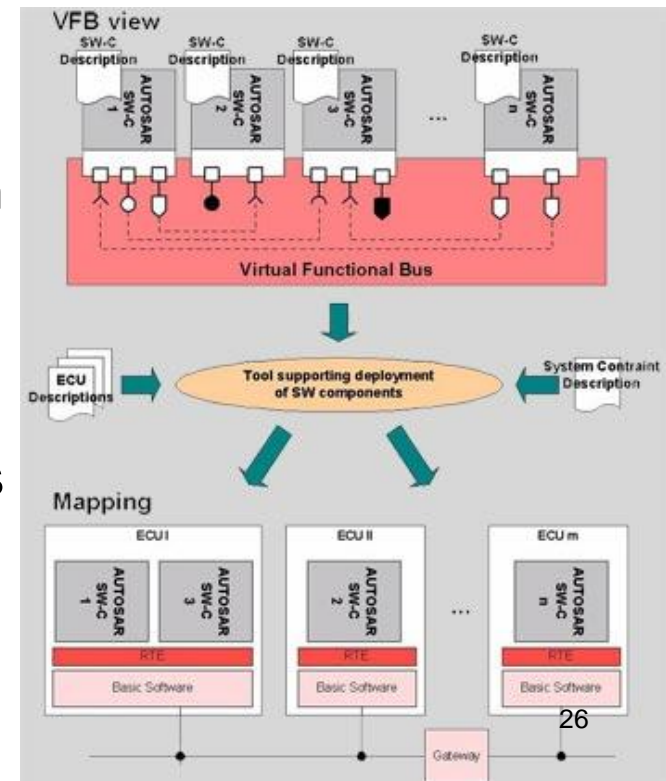 VFB view
SW-C
Description
SW-C
Description
SW-C
Description
SW-C
Description
AUTOSAR
SW-C
1
AUTOSAR
SW-C
2
AUTOSAR
SW-C
3
...
AUTOSAR
SW-C
n
Virtual Functional Bus
ECU
Descriptions
Tool supporting deployment
of SW components
System Contraint
Description
Mapping
ECU I
ECU II
ECU m
AUTOSAR
SW-C
1
AUTOSAR
SW-C
3
AUTOSAR
SW-C
2
...
AUTOSAR
SW-C
n
RTE
RTE
RTE
Basic Software
Basic Software
Basic Software
26
Gateway